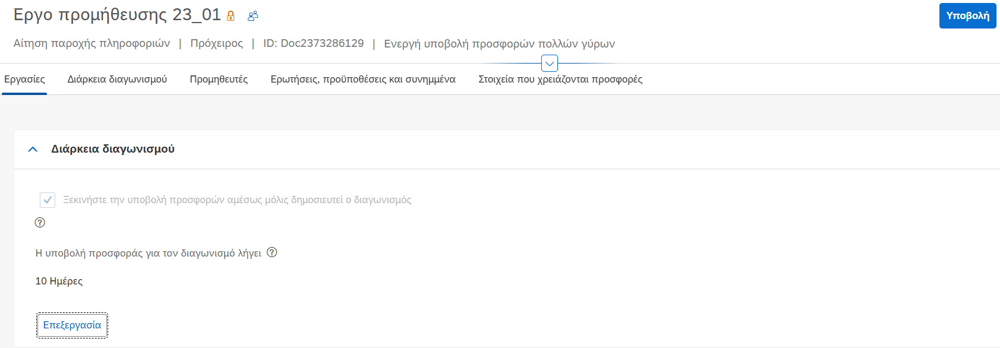 Έργο προμήθευσης 23_01
Υποβολή
Αίτηση παροχής πληροφοριών | Πρόχειρος | ID: Doc2373286129 | Ενεργή υποβολή προσφορών πολλών γύρων
Εργασίες Διάρκεια διαγωνισμού Προμηθευτές Ερωτήσεις, προϋποθέσεις και συνημμένα Στοιχεία που χρειάζονται προσφορές
Διάρκεια διαγωνισμού
Ξεκινήστε την υποβολή προσφορών αμέσως μόλις δημοσιευτεί ο διαγωνισμός
Η υποβολή προσφοράς για τον διαγωνισμό λήγει
10 Ημέρες
Επεξεργασία